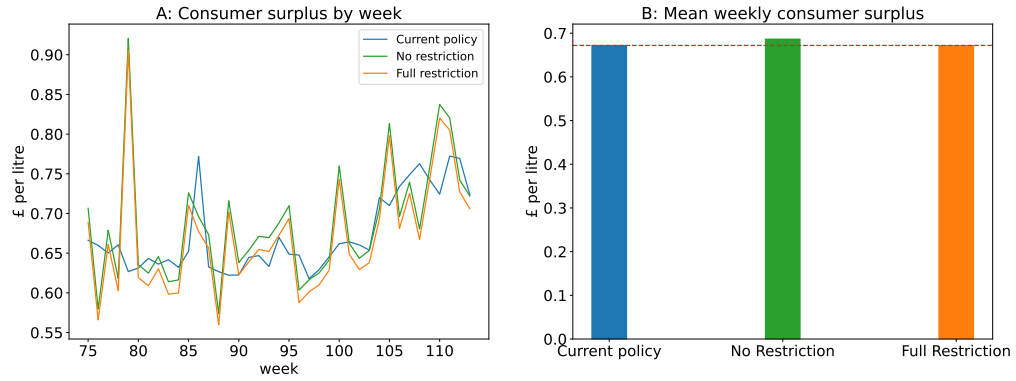 A: Consumer surplus by week
£ per litre
0.90
0.85
0.80
0.75
0.70
0.65
0.60
0.55
Current policy
No restriction
Full restriction
75 80 85 90 95 100 105 110
week
B: Mean weekly consumer surplus
£ per litre
0.7
0.6
0.5
0.4
0.3
0.2
0.1
0.0
Current policy No Restriction Full Restriction